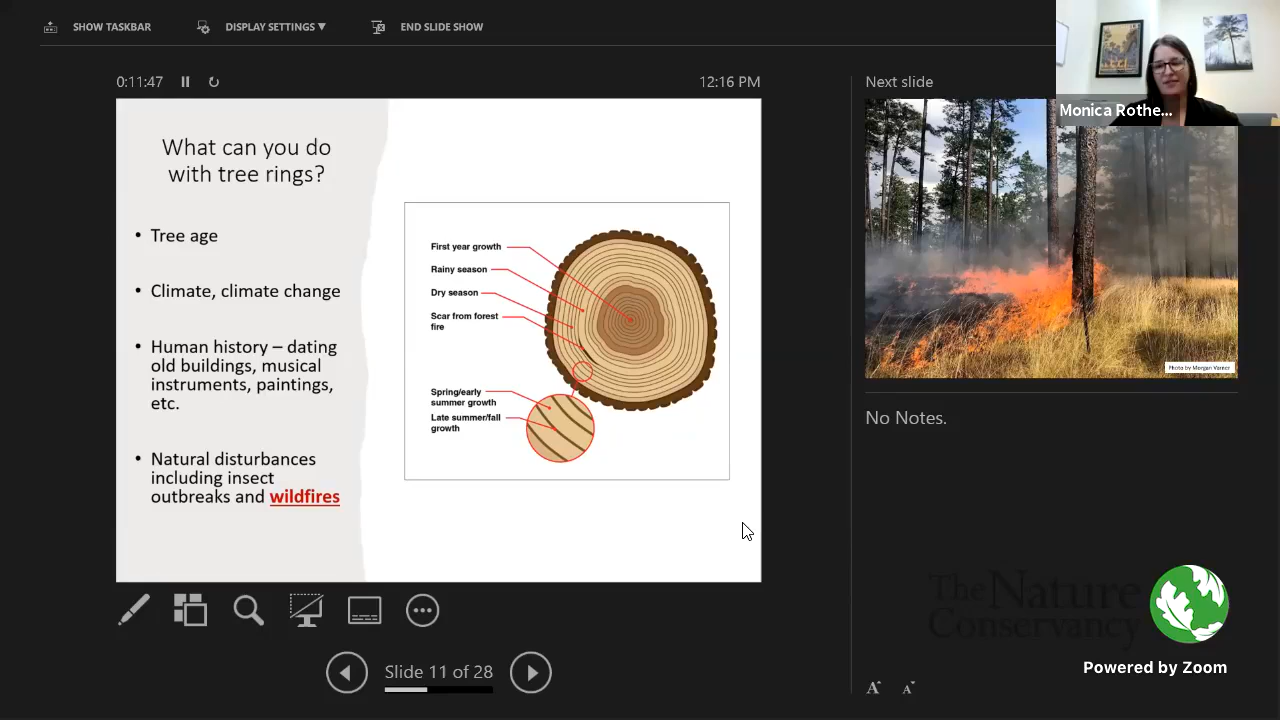 SHOW TASKBAR
DISPLAY SETTINGS ▼
END SLIDE SHOW
0:11:47
12:16 PM
What can you do
with tree rings?
• Tree age
• Climate, climate change
• Human history – dating
old buildings, musical
instruments, paintings,
etc.
• Natural disturbances
including insect
outbreaks and wildfires
First year growth
Rainy season
Dry season
Scar from forest
fire
Spring/early
summer growth
Late summer/fall
growth
Slide 11 of 28
Next slide
Monica Rothe...
Photo by Morgan Varner
No Notes.
The Nature
Conservancy
Powered by Zoom
A
A